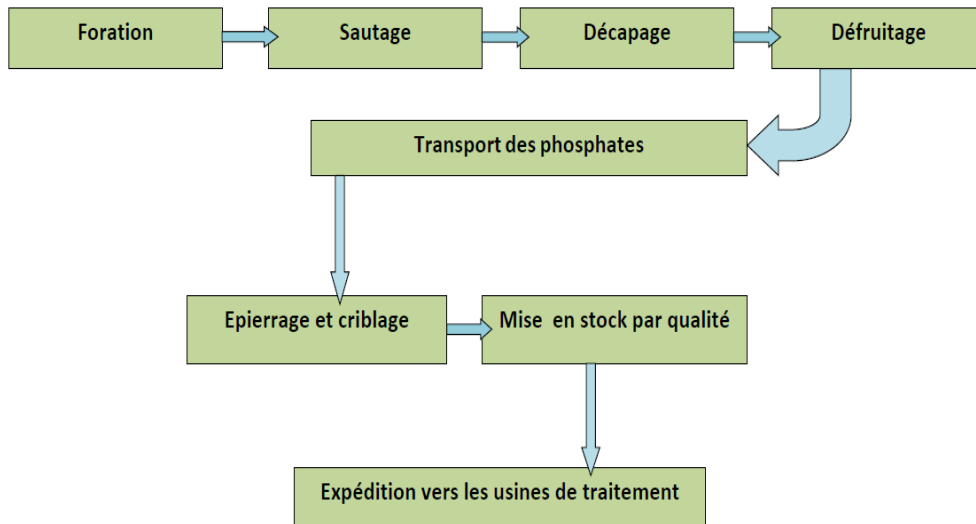 Foration
Sautage
Décapage
Défruitage
Transport des phosphates
Epierrage et criblage
Mise en stock par qualité
Expédition vers les usines de traitement